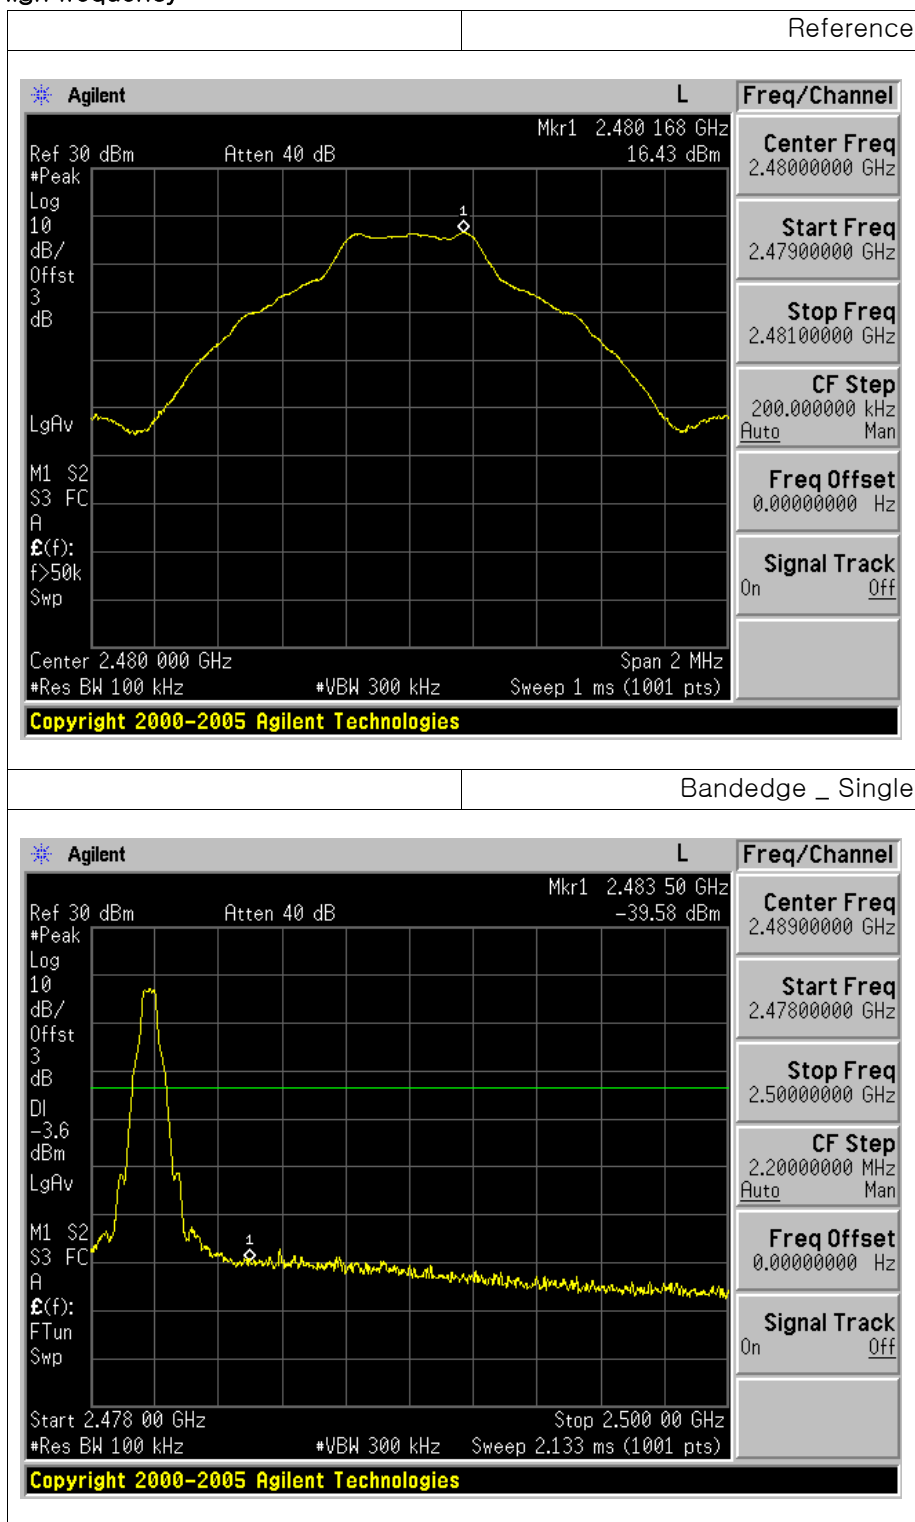 Reference
Agilent L Freq/Channel
Mkr1 2.480 168 GHz
Ref 30 dBm Atten 40 dB 16.43 dBm
#Peak
Log
10
dB/
Offst
3
dB
LgAv
M1 S2
S3 FC
A
£(f):
f>50k
Swp
1
Center 2.480 000 GHz Span 2 MHz
#Res BW 100 kHz #VBW 300 kHz Sweep 1 ms (1001 pts)
Center Freq
2.48000000 GHz
Start Freq
2.47900000 GHz
Stop Freq
2.48100000 GHz
CF Step
200.000000 kHz
Auto Man
Freq Offset
0.00000000 Hz
Signal Track
On Off
Copyright 2000-2005 Agilent Technologies
Bandedge _ Single
Agilent L Freq/Channel
Mkr1 2.483 50 GHz
Ref 30 dBm Atten 40 dB -39.58 dBm
#Peak
Log
10
dB/
Offst
3
dB
DI
-3.6
dBm
LgAv
M1 S2
S3 FC
A
£(f):
FTun
Swp
1
Start 2.478 00 GHz Stop 2.500 00 GHz
#Res BW 100 kHz #VBW 300 kHz Sweep 2.133 ms (1001 pts)
Center Freq
2.48900000 GHz
Start Freq
2.47800000 GHz
Stop Freq
2.50000000 GHz
CF Step
2.20000000 MHz
Auto Man
Freq Offset
0.00000000 Hz
Signal Track
On Off
Copyright 2000-2005 Agilent Technologies